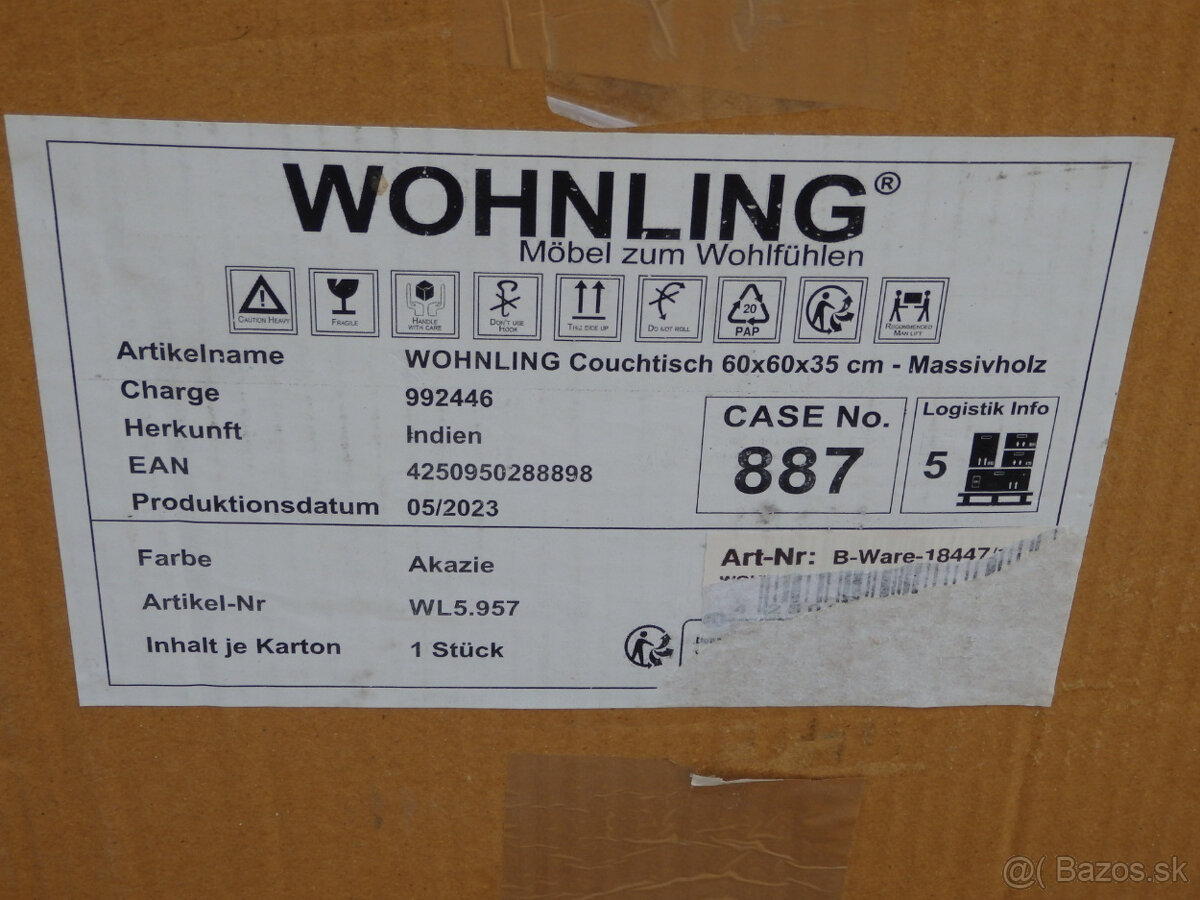 WOHNLING®
Möbel zum Wohlfühlen
CAUTION HEAVY
FRAGILE
HANDLE WITH CARE
DON'T USE HOOK
THIS SIDE UP
DO NOT ROLL
20
PAP
RECOMMENDED MAN LIFT
Artikelname WOHNLING Couchtisch 60x60x35 cm - Massivholz
Charge 992446
Herkunft Indien
EAN 4250950288898
Produktionsdatum 05/2023
CASE No.
887
Logistik Info
5
Farbe Akazie
Artikel-Nr WL5.957
Inhalt je Karton 1 Stück
Art-Nr: B-Ware-18447/
@( Bazos.sk